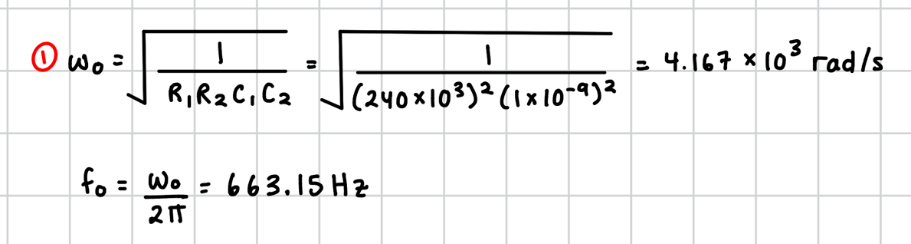 ① ω₀ = √(1/(R₁R₂C₁C₂)) = √(1/((240×10³)²(1×10⁻⁹)²)) = 4.167 × 10³ rad/s
f₀ = ω₀/2π = 663.15 Hz